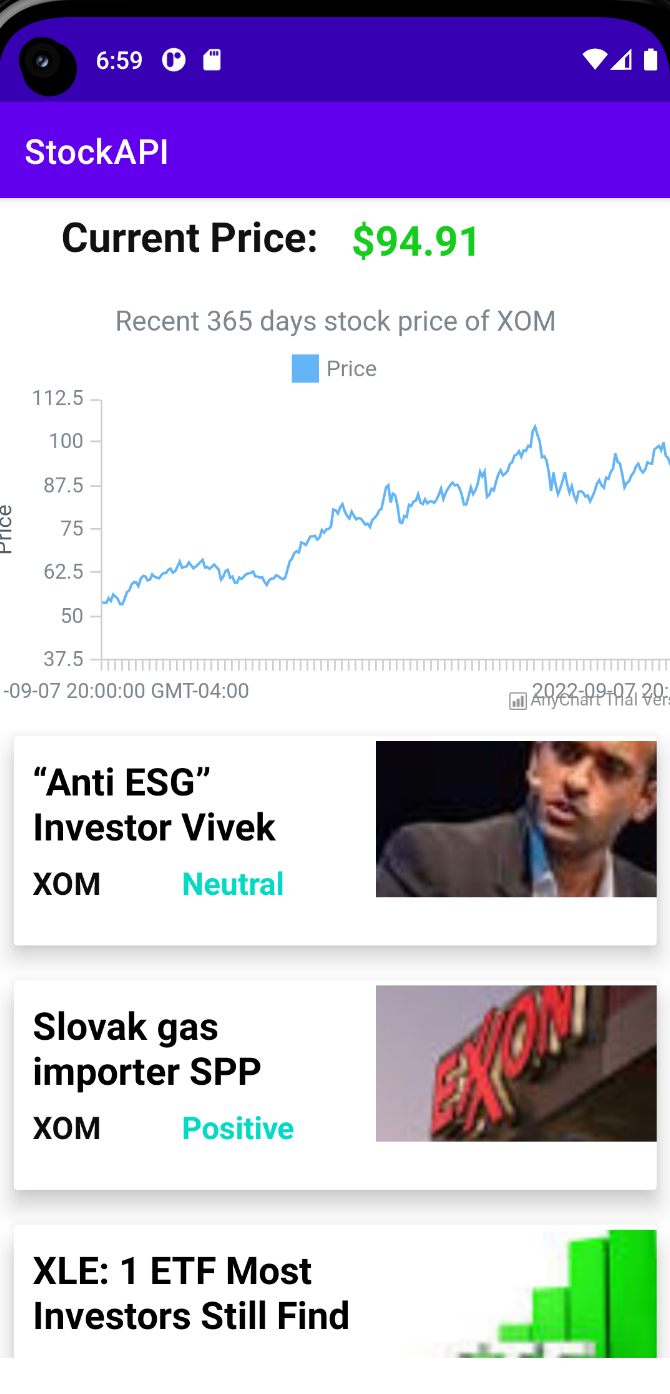 6:59
StockAPI
Current Price: $94.91
Recent 365 days stock price of XOM
Price
112.5
100
87.5
75
62.5
50
37.5
Price
-09-07 20:00:00 GMT-04:00
2022-09-07 20:
AnyChart Trial Vers
“Anti ESG”
Investor Vivek
XOM Neutral
Slovak gas
importer SPP
XOM Positive
EXXON
XLE: 1 ETF Most
Investors Still Find